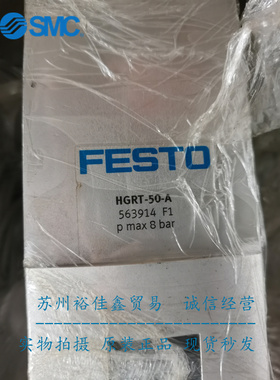 SMC
FESTO
HGRT-50-A
563914 F1
p max 8 bar
苏州裕佳鑫贸易 诚信经营
实物拍摄 原装正品 现货秒发